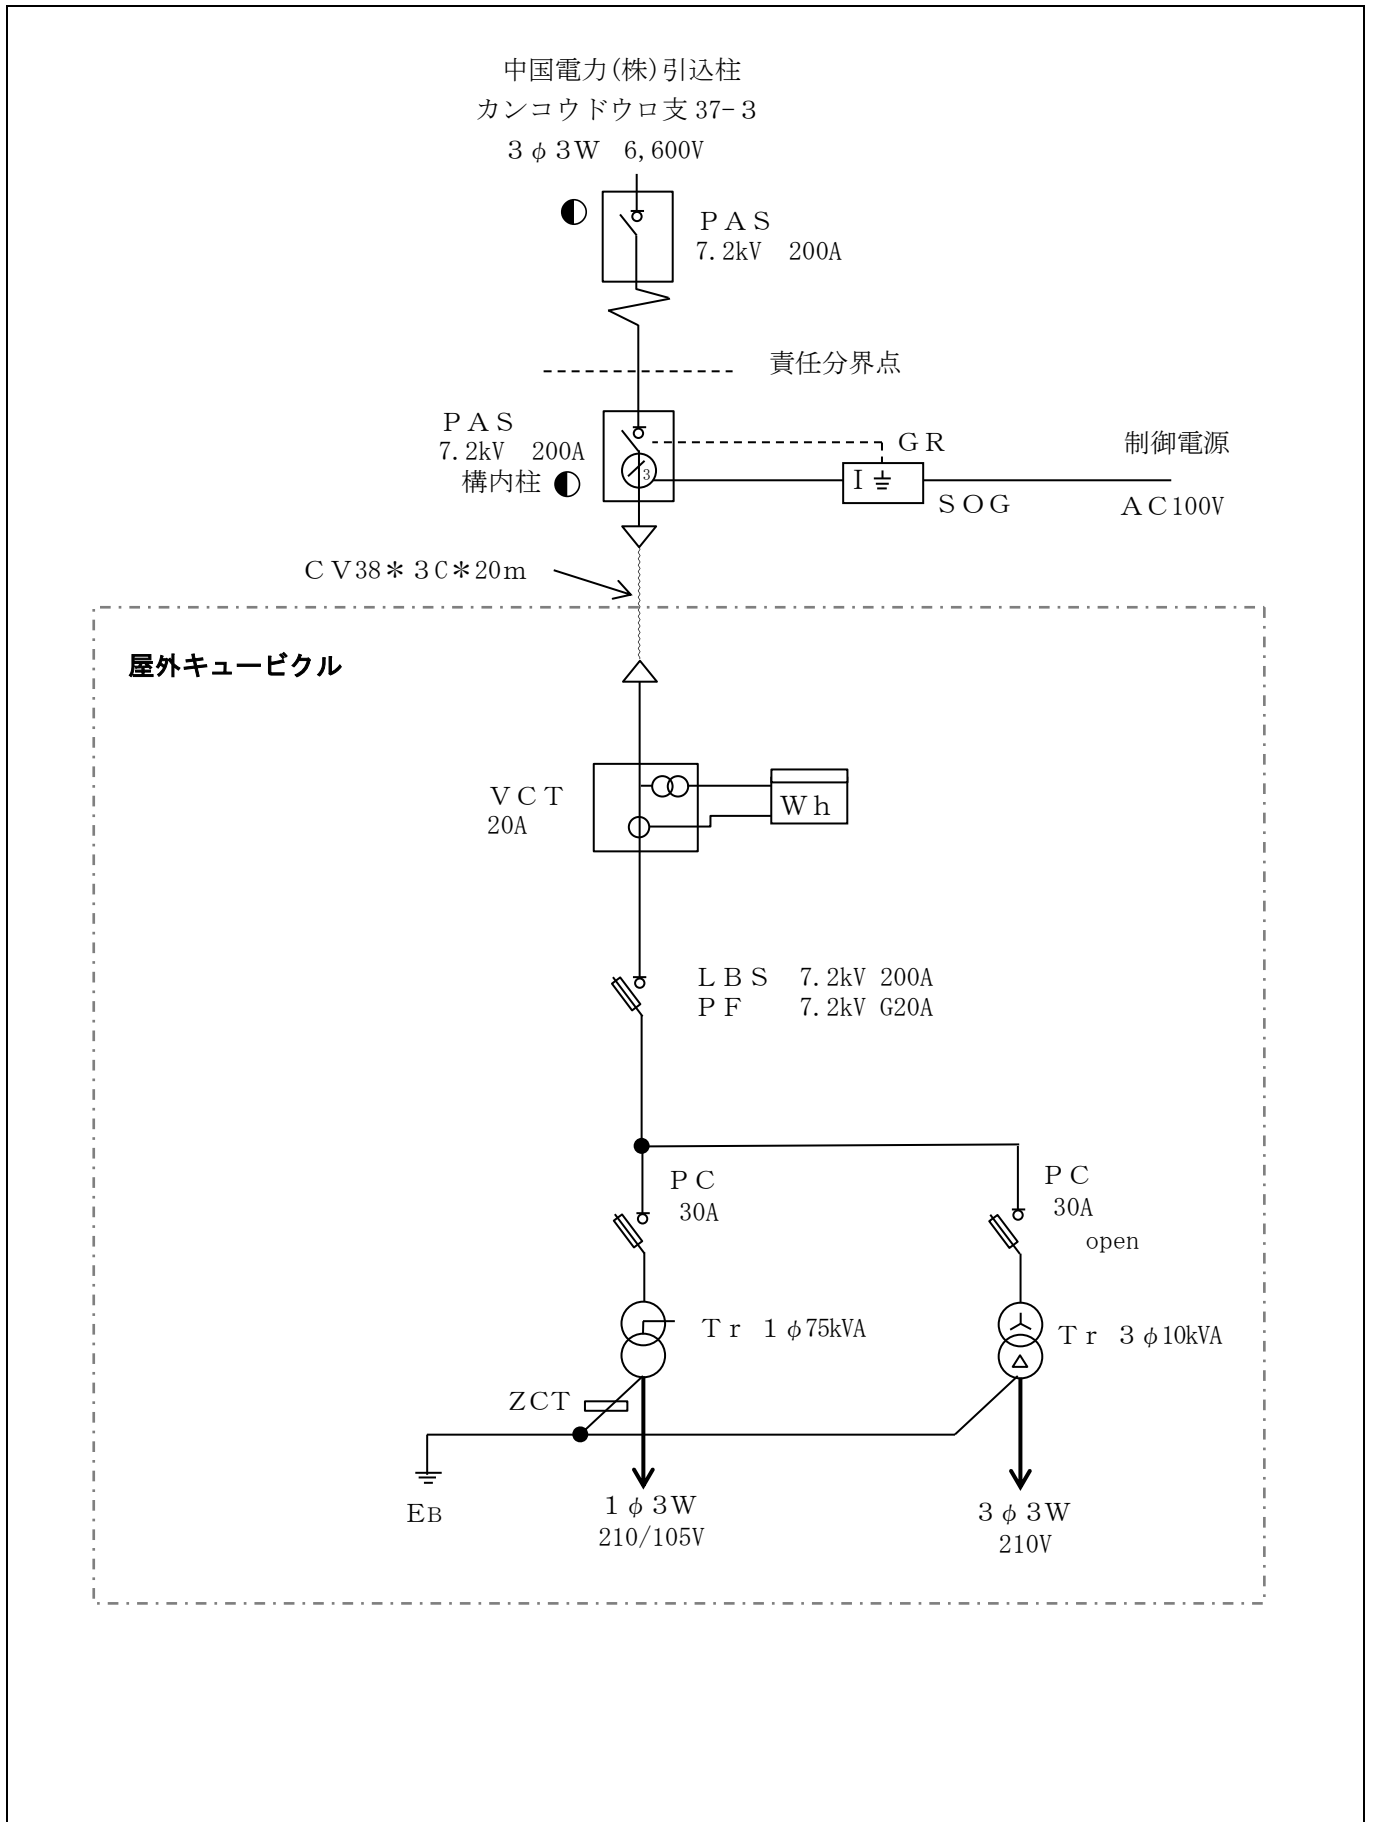 中国電力(株)引込柱
カンコウドウロ支 37-３
３φ３Ｗ 6,600V
ＰＡＳ
7.2kV 200A
責任分界点
ＰＡＳ
7.2kV 200A
構内柱
3
ＧＲ
制御電源
Ｉ
ＳＯＧ
ＡＣ100V
ＣＶ38＊３C＊20ｍ
屋外キュービクル
ＶＣＴ
20A
Ｗｈ
ＬＢＳ 7.2kV 200A
ＰＦ 7.2kV G20A
ＰＣ
30A
ＰＣ
30A
open
Ｔｒ １φ75kVA
Ｔｒ ３φ10kVA
ZCT
EB
１φ３Ｗ
210/105V
３φ３Ｗ
210V